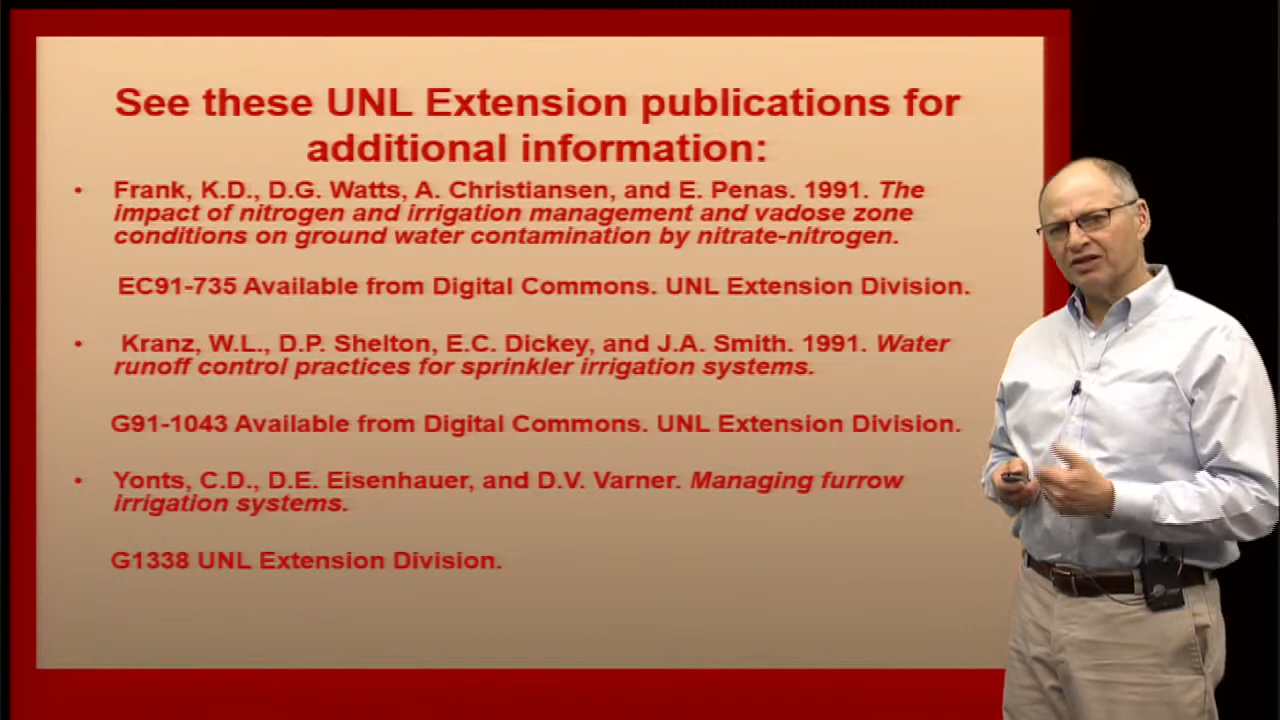 See these UNL Extension publications for
additional information:
• Frank, K.D., D.G. Watts, A. Christiansen, and E. Penas. 1991. The
impact of nitrogen and irrigation management and vadose zone
conditions on ground water contamination by nitrate-nitrogen.
EC91-735 Available from Digital Commons. UNL Extension Division.
• Kranz, W.L., D.P. Shelton, E.C. Dickey, and J.A. Smith. 1991. Water
runoff control practices for sprinkler irrigation systems.
G91-1043 Available from Digital Commons. UNL Extension Division.
• Yonts, C.D., D.E. Eisenhauer, and D.V. Varner. Managing furrow
irrigation systems.
G1338 UNL Extension Division.